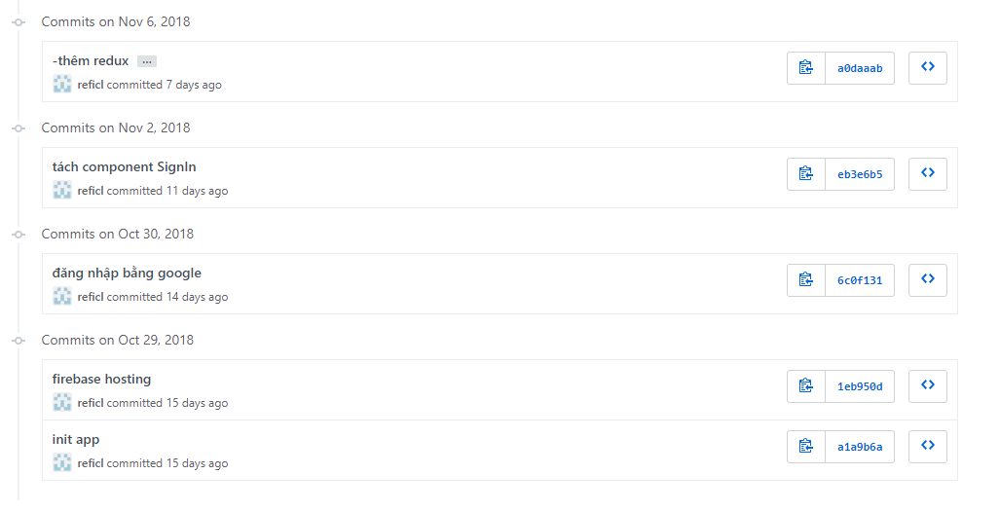 Commits on Nov 6, 2018
-thêm redux ...
reficl committed 7 days ago
a0daaab
Commits on Nov 2, 2018
tách component SignIn
reficl committed 11 days ago
eb3e6b5
Commits on Oct 30, 2018
đăng nhập bằng google
reficl committed 14 days ago
6c0f131
Commits on Oct 29, 2018
firebase hosting
reficl committed 15 days ago
1eb950d
init app
reficl committed 15 days ago
a1a9b6a